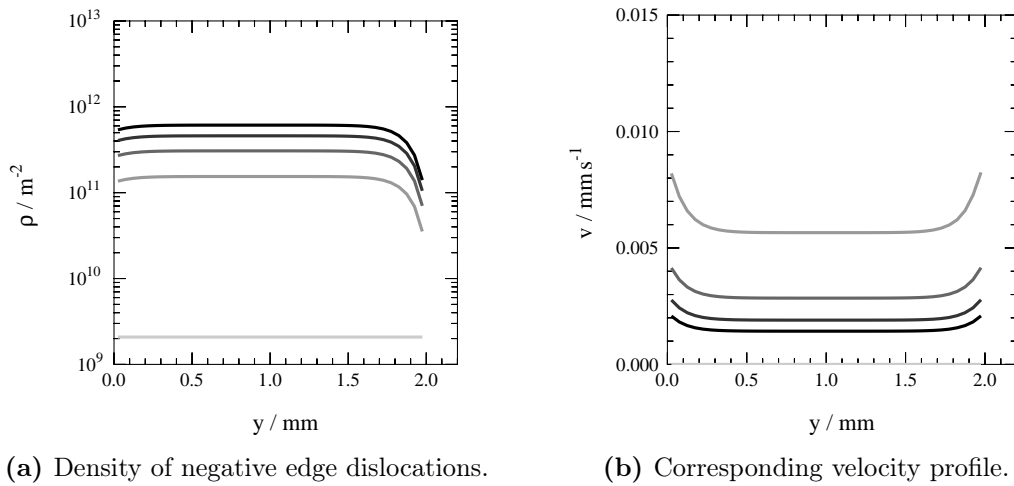 10^13
10^12
10^11
10^10
10^9
ρ / m^-2
0.0 0.5 1.0 1.5 2.0
y / mm
(a) Density of negative edge dislocations.
0.015
0.010
0.005
0.000
v / mm s^-1
0.0 0.5 1.0 1.5 2.0
y / mm
(b) Corresponding velocity profile.